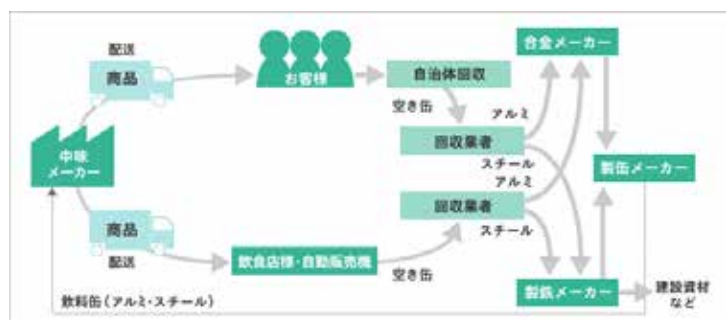 配送
商品
お客様
自治体回収
合金メーカー
空き缶
アルミ
回収業者
スチール
中味
メーカー
製缶メーカー
アルミ
回収業者
スチール
商品
配送
飲食店様・自動販売機
空き缶
製鉄メーカー
建設資材
など
飲料缶(アルミ・スチール)